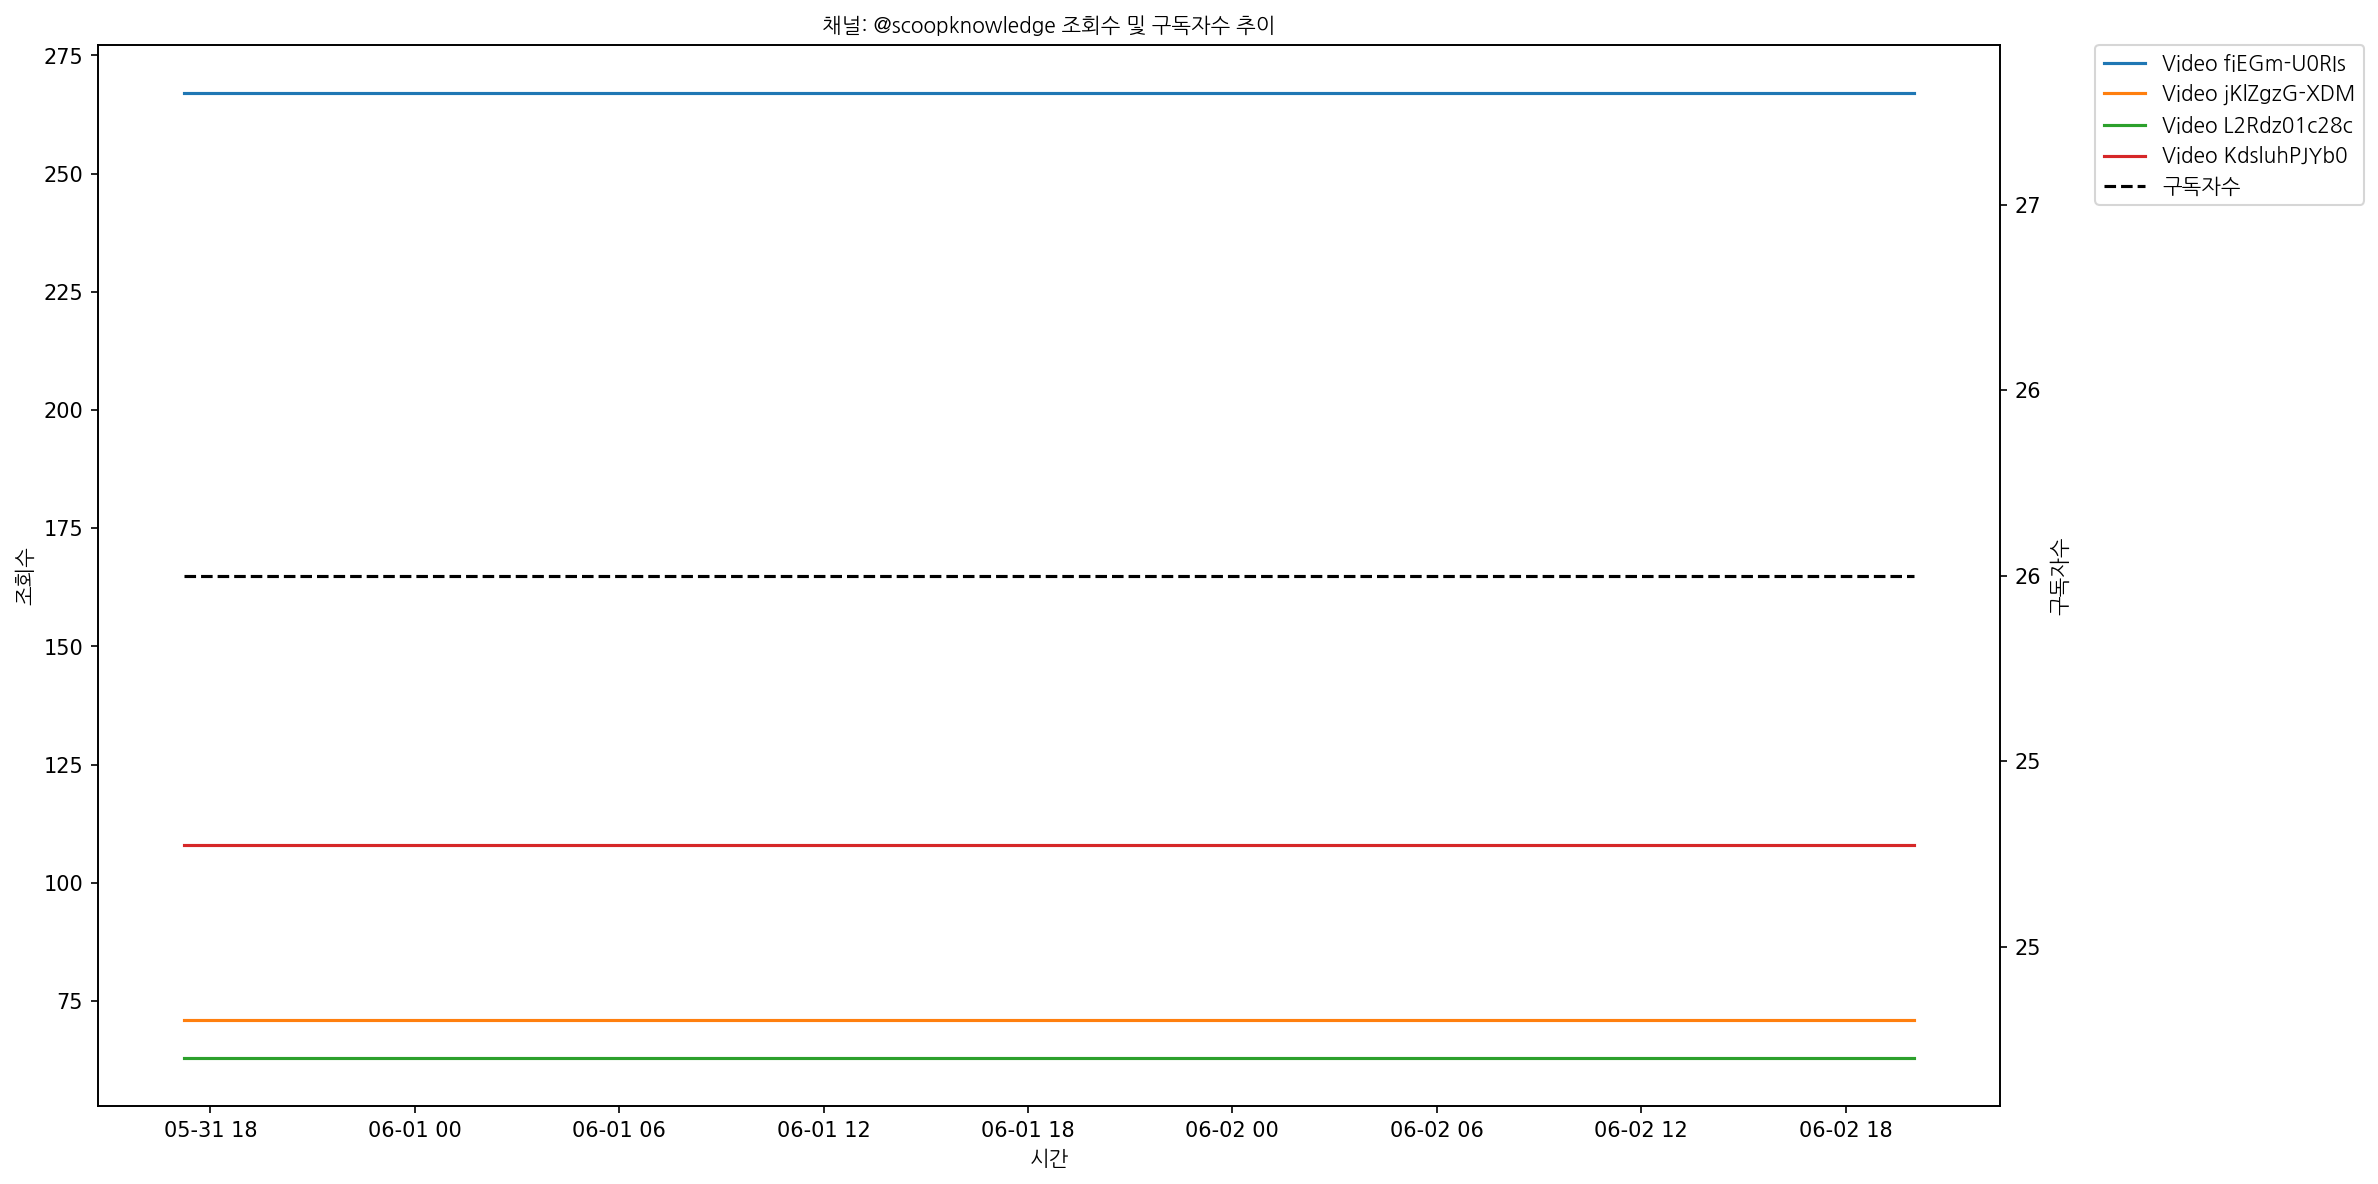 채널: @scoopknowledge 조회수 및 구독자수 추이
275
250
225
200
175
150
125
100
75
조회수
27
26
26
25
25
구독자수
05-31 18
06-01 00
06-01 06
06-01 12
06-01 18
06-02 00
06-02 06
06-02 12
06-02 18
시간
Video fiEGm-U0RIs
Video jKlZgzG-XDM
Video L2Rdz01c28c
Video KdsluhPJYb0
구독자수